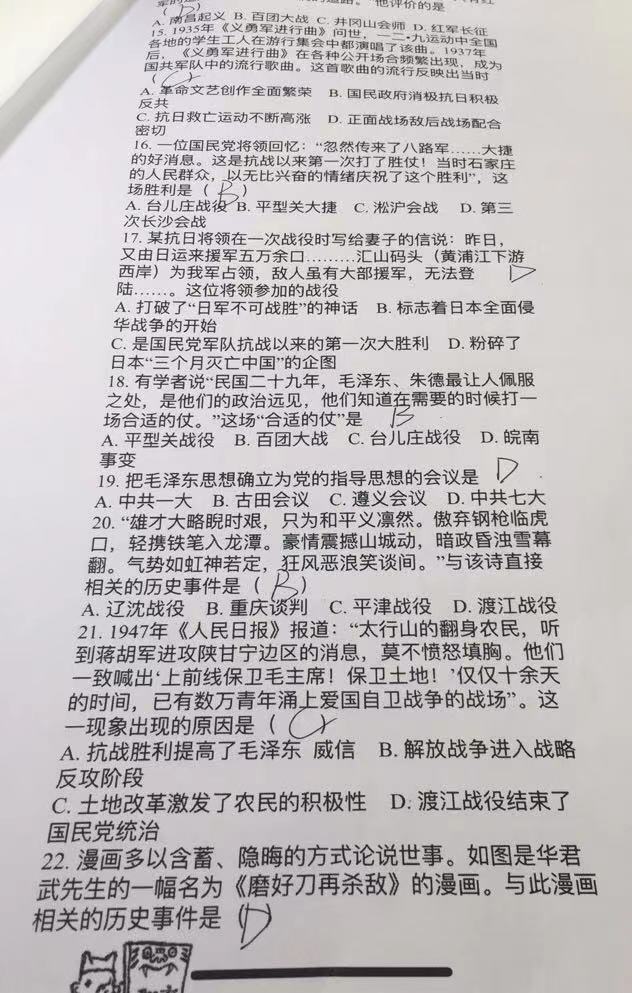 (D)
A. 南昌起义 B. 百团大战 C. 井冈山会师 D. 红军长征
15. 1935年《义勇军进行曲》问世，一二·九运动中全国
各地的学生工人在游行集会中都演唱了该曲。1937年
后，《义勇军进行曲》在各种公开场合频繁出现，成为
国共军队中的流行歌曲。这首歌曲的流行反映出当时
(C)
A. 革命文艺创作全面繁荣 B. 国民政府消极抗日积极
反共
C. 抗日救亡运动不断高涨 D. 正面战场敌后战场配合
密切
16. 一位国民党将领回忆：“忽然传来了八路军……大捷
的好消息。这是抗战以来第一次打了胜仗！当时石家庄
的人民群众，以无比兴奋的情绪庆祝了这个胜利”，这
场胜利是（B）
A. 台儿庄战役 B. 平型关大捷 C. 淞沪会战 D. 第三
次长沙会战
17. 某抗日将领在一次战役时写给妻子的信说：昨日，
又由日运来援军五万余口………汇山码头（黄浦江下游
西岸）为我军占领，敌人虽有大部援军，无法登 D
陆……。这位将领参加的战役
A. 打破了“日军不可战胜”的神话 B. 标志着日本全面侵
华战争的开始
C. 是国民党军队抗战以来的第一次大胜利 D. 粉碎了
日本“三个月灭亡中国”的企图
18. 有学者说“民国二十九年，毛泽东、朱德最让人佩服
之处，是他们的政治远见，他们知道在需要的时候打一
场合适的仗。”这场“合适的仗”是 B
A. 平型关战役 B. 百团大战 C. 台儿庄战役 D. 皖南
事变
19. 把毛泽东思想确立为党的指导思想的会议是 D
A. 中共一大 B. 古田会议 C. 遵义会议 D. 中共七大
20. “雄才大略睨时艰，只为和平义凛然。傲弃钢枪临虎
口，轻携铁笔入龙潭。豪情震撼山城动，暗政昏浊雪幕
翻。气势如虹神若定，狂风恶浪笑谈间。”与该诗直接
相关的历史事件是（B）
A. 辽沈战役 B. 重庆谈判 C. 平津战役 D. 渡江战役
21. 1947年《人民日报》报道：“太行山的翻身农民，听
到蒋胡军进攻陕甘宁边区的消息，莫不愤怒填胸。他们
一致喊出‘上前线保卫毛主席！保卫土地！’仅仅十余天
的时间，已有数万青年涌上爱国自卫战争的战场”。这
一现象出现的原因是（C）
A. 抗战胜利提高了毛泽东 威信 B. 解放战争进入战略
反攻阶段
C. 土地改革激发了农民的积极性 D. 渡江战役结束了
国民党统治
22. 漫画多以含蓄、隐晦的方式论说世事。如图是华君
武先生的一幅名为《磨好刀再杀敌》的漫画。与此漫画
相关的历史事件是（D）